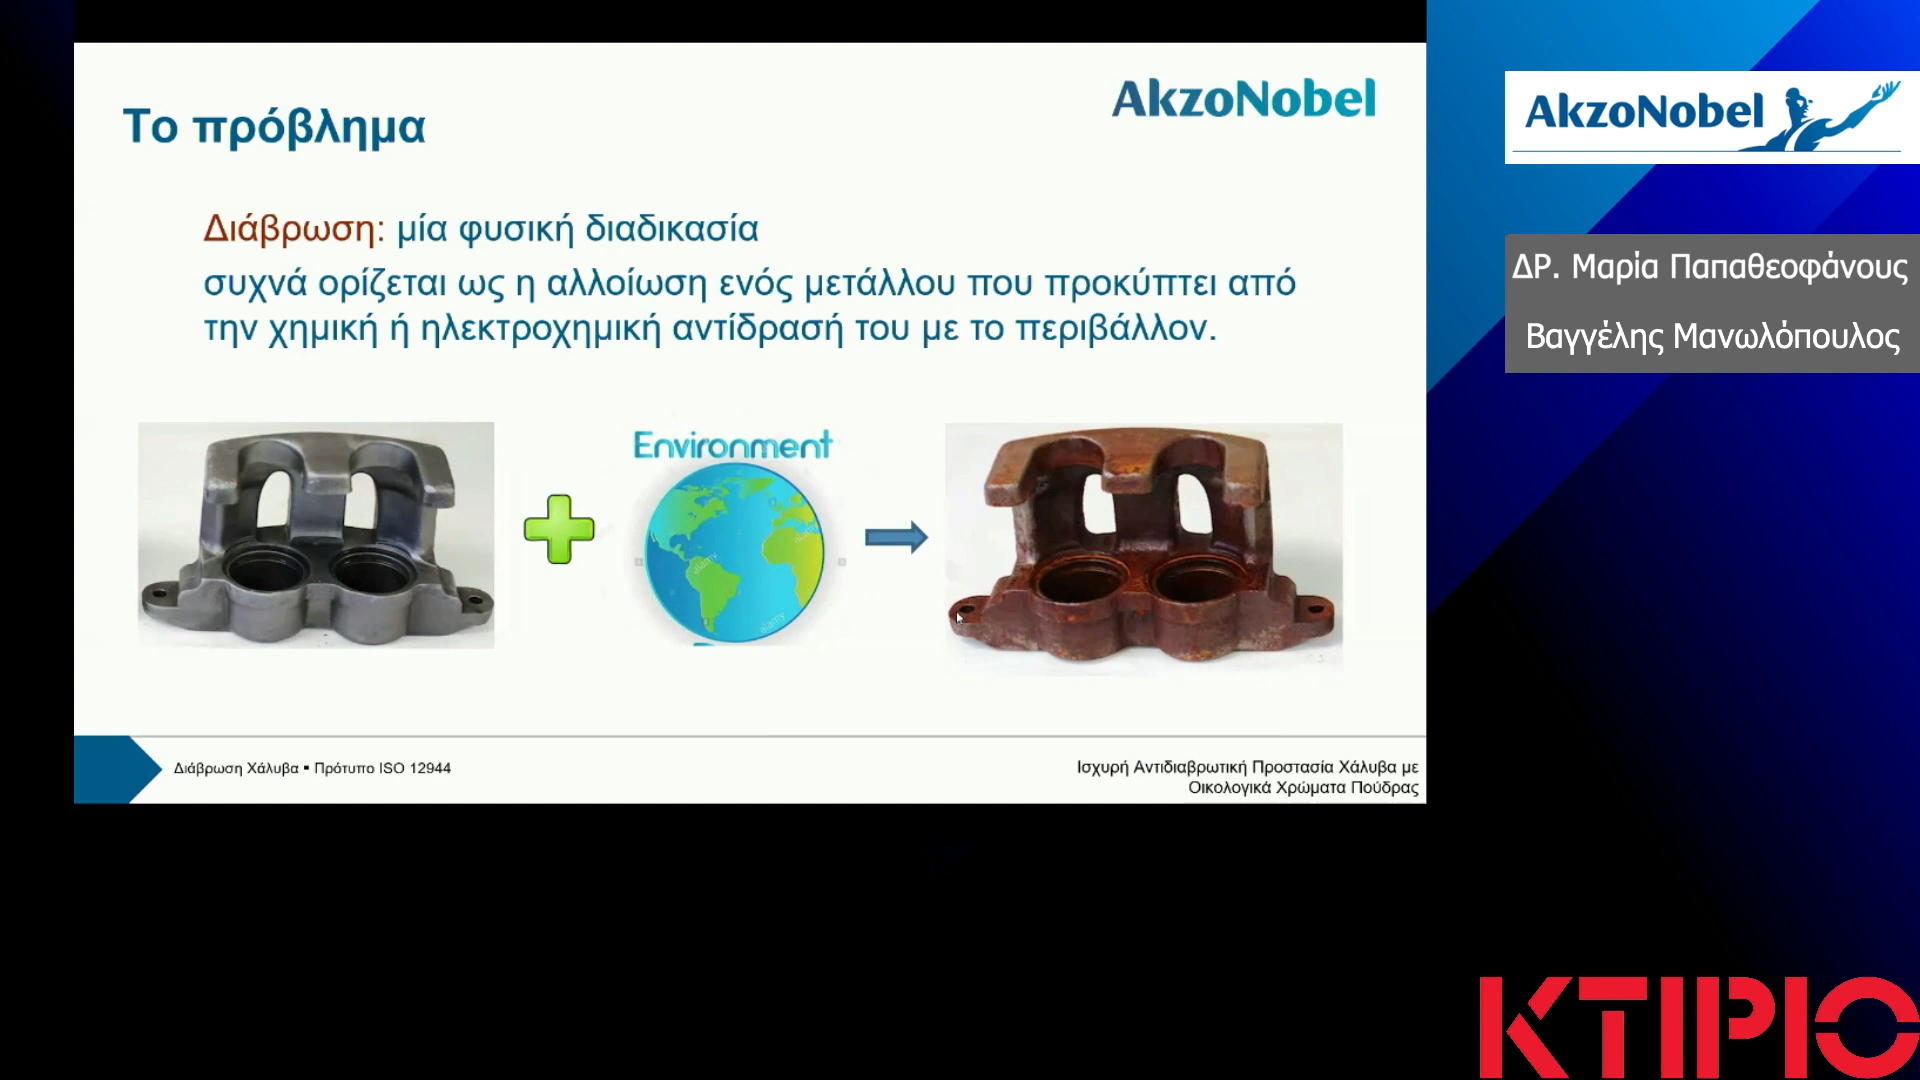 Το πρόβλημα
AkzoNobel
Διάβρωση: μία φυσική διαδικασία
συχνά ορίζεται ως η αλλοίωση ενός μετάλλου που προκύπτει από
την χημική ή ηλεκτροχημική αντίδρασή του με το περιβάλλον.
Environment
alamy
alamy
Διάβρωση Χάλυβα ▪ Πρότυπο ISO 12944
Ισχυρή Αντιδιαβρωτική Προστασία Χάλυβα με
Οικολογικά Χρώματα Πούδρας
AkzoNobel
ΔΡ. Μαρία Παπαθεοφάνους
Βαγγέλης Μανωλόπουλος
ΚΤΙΡΙΟ